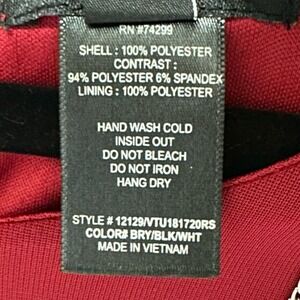 RN #74299
SHELL : 100% POLYESTER
CONTRAST :
94% POLYESTER 6% SPANDEX
LINING : 100% POLYESTER
HAND WASH COLD
INSIDE OUT
DO NOT BLEACH
DO NOT IRON
HANG DRY
STYLE # 12129/VTU181720RS
COLOR# BRY/BLK/WHT
MADE IN VIETNAM